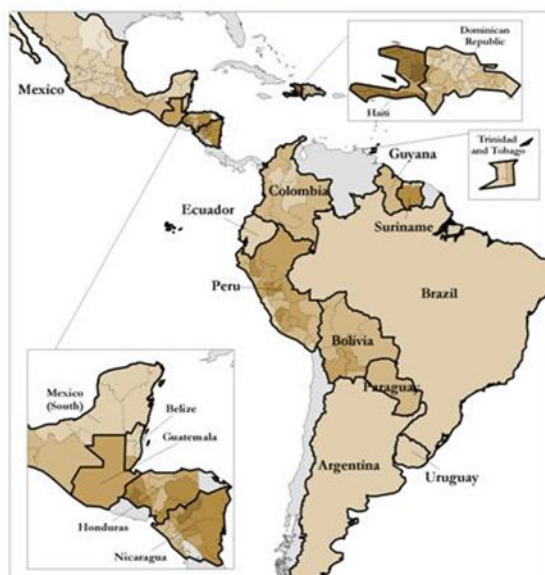 Dominican
Republic
Mexico
Haiti
Trinidad
and Tobago
Guyana
Colombia
Ecuador
Suriname
Peru
Brazil
Bolivia
Paraguay
Mexico
(South)
Belize
Guatemala
Argentina
Uruguay
Honduras
Nicaragua